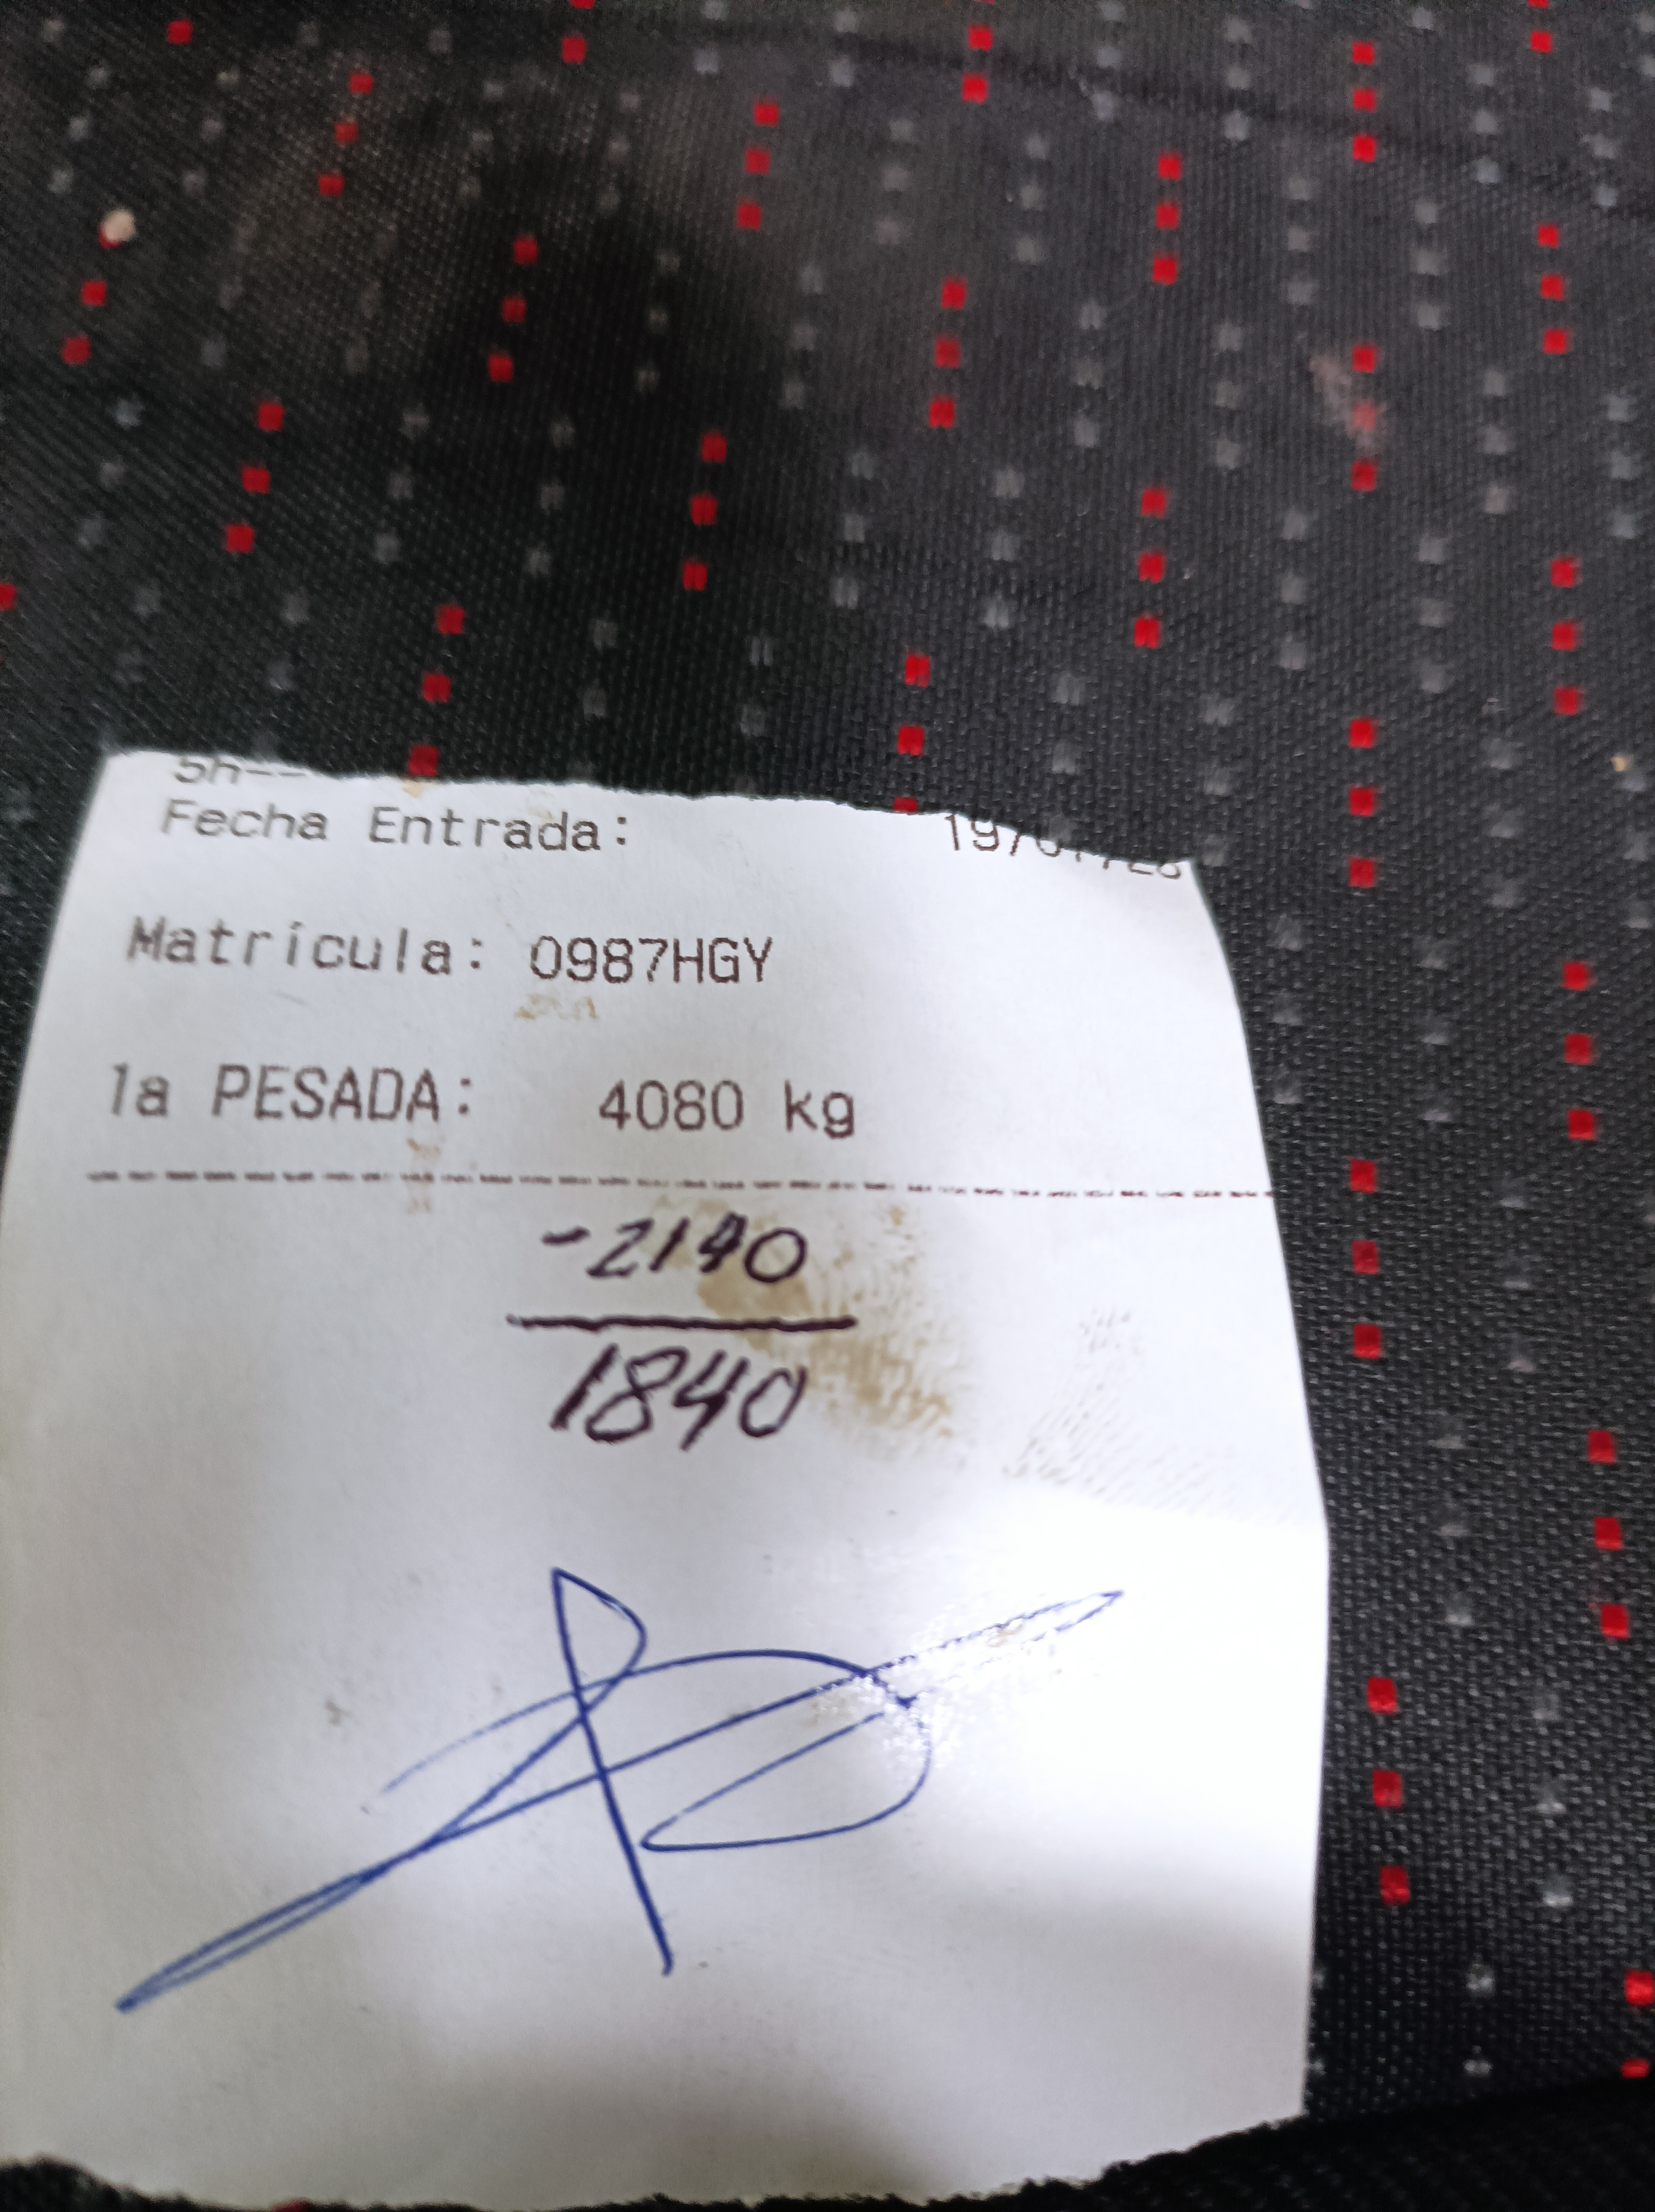 Fecha Entrada:
Matrícula: 0987HGY
1a PESADA: 4080 kg
-2140
1840